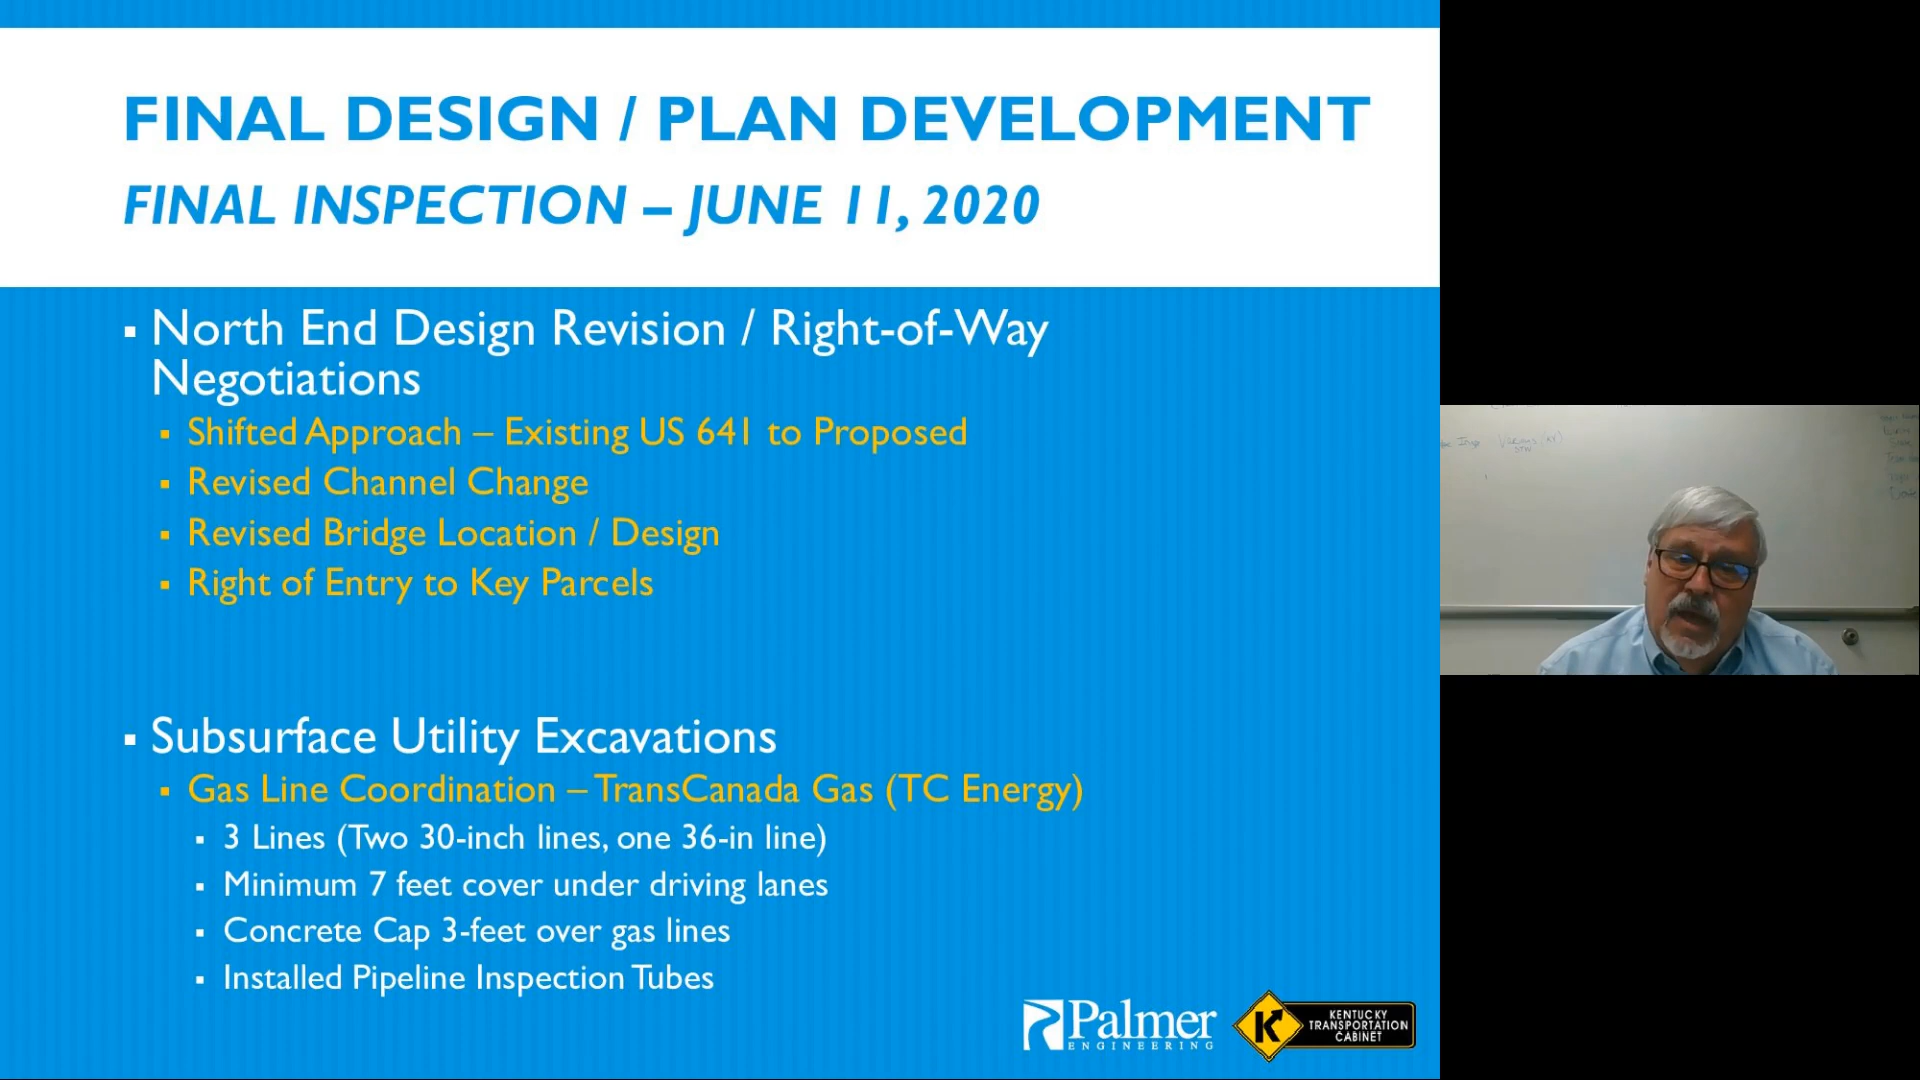 FINAL DESIGN / PLAN DEVELOPMENT
FINAL INSPECTION – JUNE 11, 2020
▪ North End Design Revision / Right-of-Way
Negotiations
▪ Shifted Approach – Existing US 641 to Proposed
▪ Revised Channel Change
▪ Revised Bridge Location / Design
▪ Right of Entry to Key Parcels
▪ Subsurface Utility Excavations
▪ Gas Line Coordination – TransCanada Gas (TC Energy)
▪ 3 Lines (Two 30-inch lines, one 36-in line)
▪ Minimum 7 feet cover under driving lanes
▪ Concrete Cap 3-feet over gas lines
▪ Installed Pipeline Inspection Tubes
Palmer
ENGINEERING
K
KENTUCKY
TRANSPORTATION
CABINET